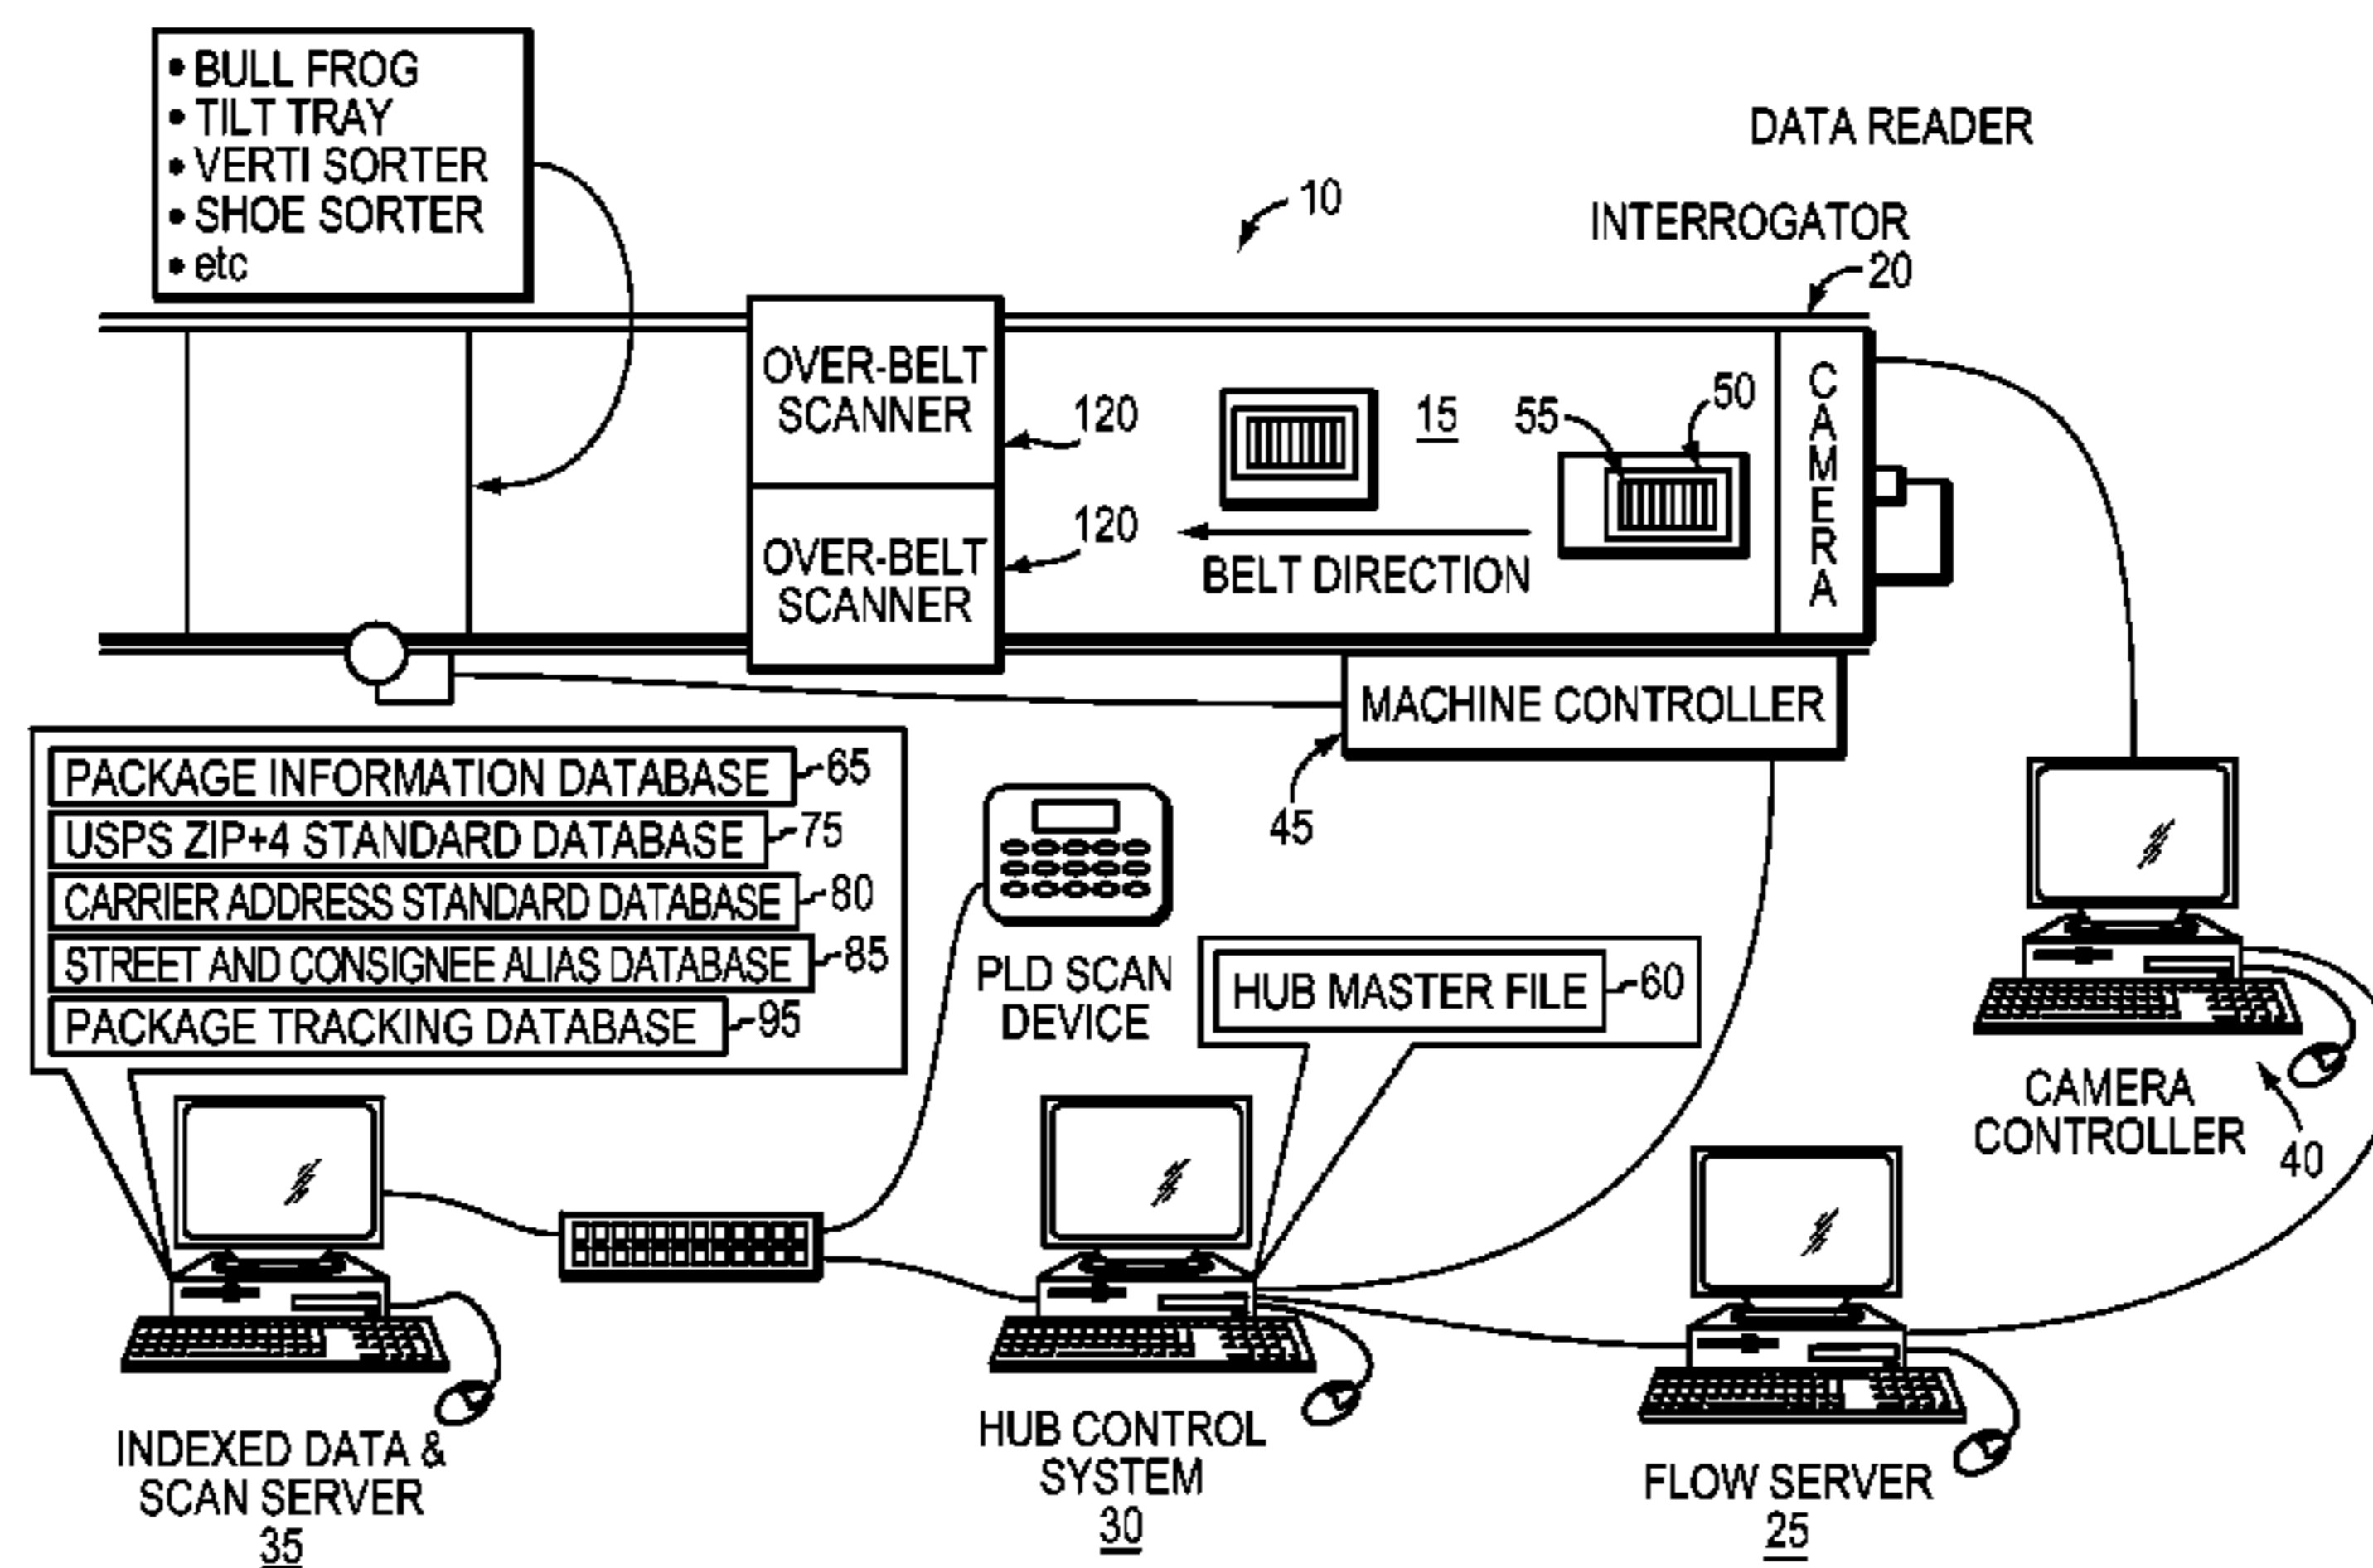 • BULL FROG
• TILT TRAY
• VERTI SORTER
• SHOE SORTER
• etc
DATA READER
10
INTERROGATOR
20
OVER-BELT
SCANNER
120
OVER-BELT
SCANNER
120
15
55
50
BELT DIRECTION
CAMERA
MACHINE CONTROLLER
45
PACKAGE INFORMATION DATABASE
65
USPS ZIP+4 STANDARD DATABASE
75
CARRIER ADDRESS STANDARD DATABASE
80
STREET AND CONSIGNEE ALIAS DATABASE
85
PACKAGE TRACKING DATABASE
95
PLD SCAN
DEVICE
HUB MASTER FILE
60
CAMERA
CONTROLLER
40
INDEXED DATA &
SCAN SERVER
35
HUB CONTROL
SYSTEM
30
FLOW SERVER
25